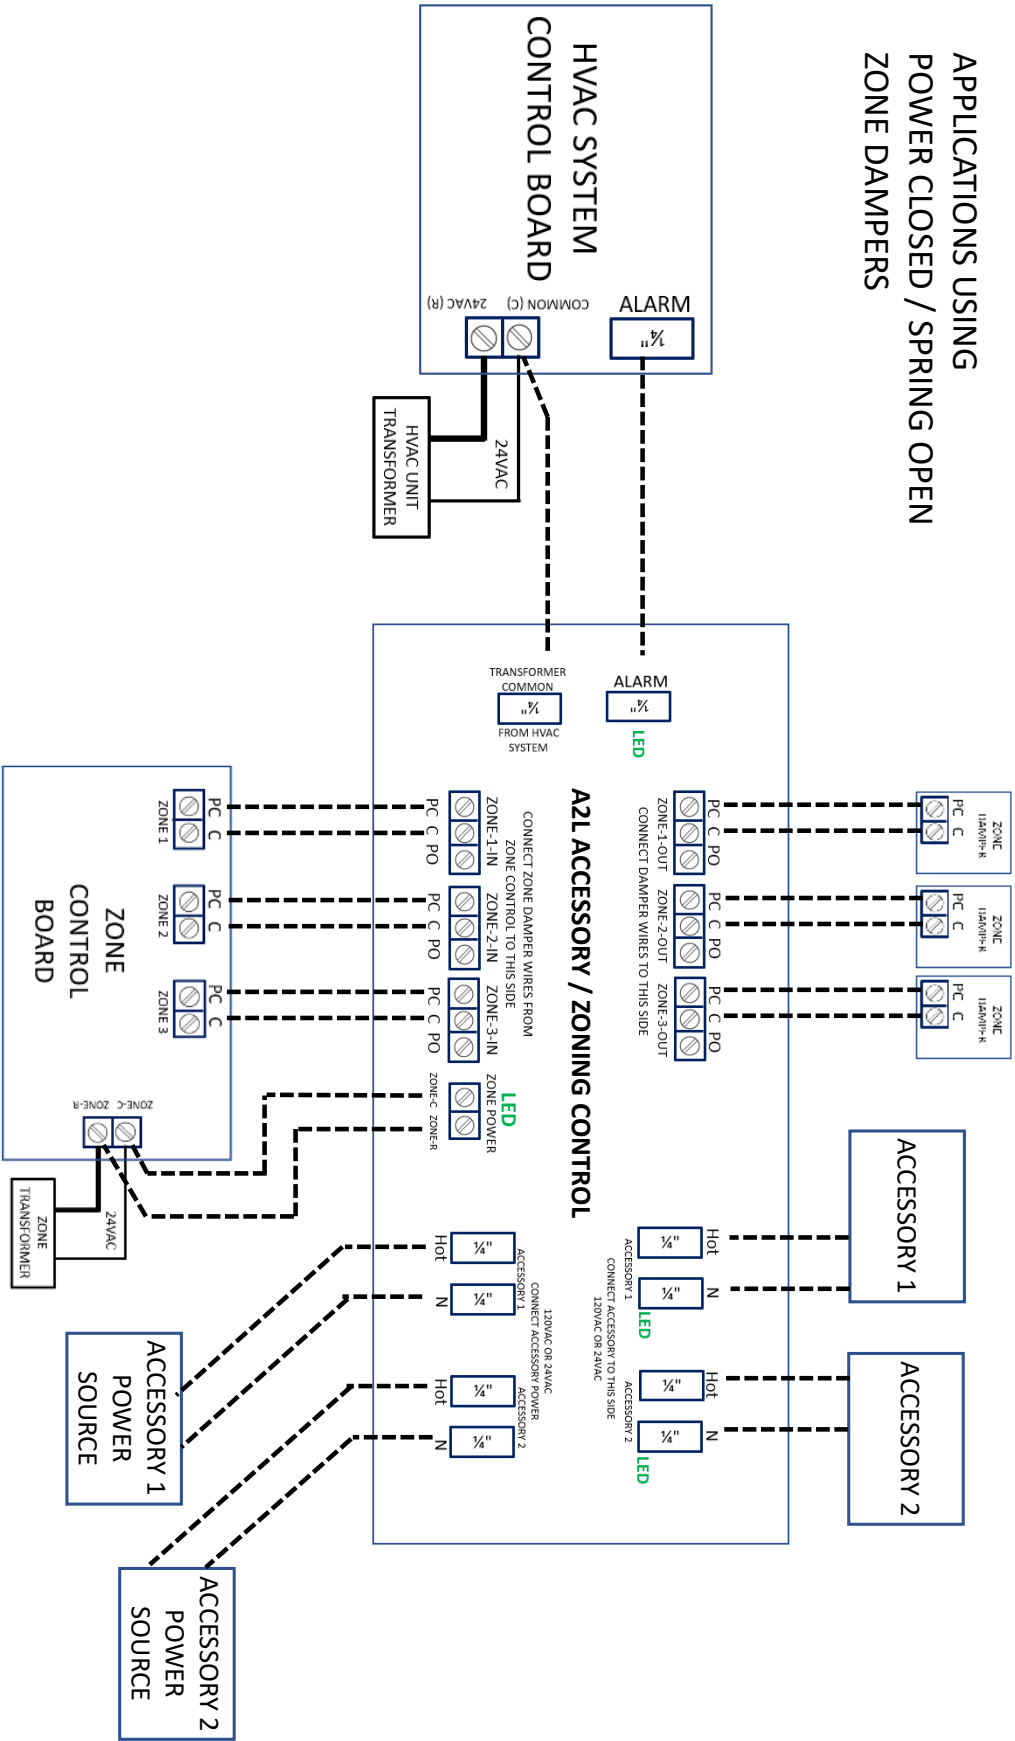 APPLICATIONS USING
POWER CLOSED / SPRING OPEN
ZONE DAMPERS
HVAC SYSTEM
CONTROL BOARD
ALARM
¼"
COMMON (C)
24VAC (R)
24VAC
HVAC UNIT
TRANSFORMER
ALARM
¼"
LED
TRANSFORMER
COMMON
¼"
FROM HVAC
SYSTEM
A2L ACCESSORY / ZONING CONTROL
ZONE
DAMPER
PC C
ZONE
DAMPER
PC C
ZONE
DAMPER
PC C
PC C PO
ZONE-1-OUT
PC C PO
ZONE-2-OUT
PC C PO
ZONE-3-OUT
CONNECT DAMPER WIRES TO THIS SIDE
CONNECT ZONE DAMPER WIRES FROM
ZONE CONTROL TO THIS SIDE
ZONE-1-IN
PC C PO
ZONE-2-IN
PC C PO
ZONE-3-IN
PC C PO
LED
ZONE POWER
ZONE-C ZONE-R
PC C
ZONE 1
PC C
ZONE 2
PC C
ZONE 3
ZONE
CONTROL
BOARD
ZONE-C
ZONE-R
24VAC
ZONE
TRANSFORMER
ACCESSORY 1
ACCESSORY 2
Hot N
¼" ¼"
ACCESSORY 1
LED
Hot N
¼" ¼"
ACCESSORY 2
LED
CONNECT ACCESSORY TO THIS SIDE
120VAC OR 24VAC
120VAC OR 24VAC
CONNECT ACCESSORY POWER
ACCESSORY 1
¼" ¼"
Hot N
ACCESSORY 2
¼" ¼"
Hot N
ACCESSORY 1
POWER
SOURCE
ACCESSORY 2
POWER
SOURCE